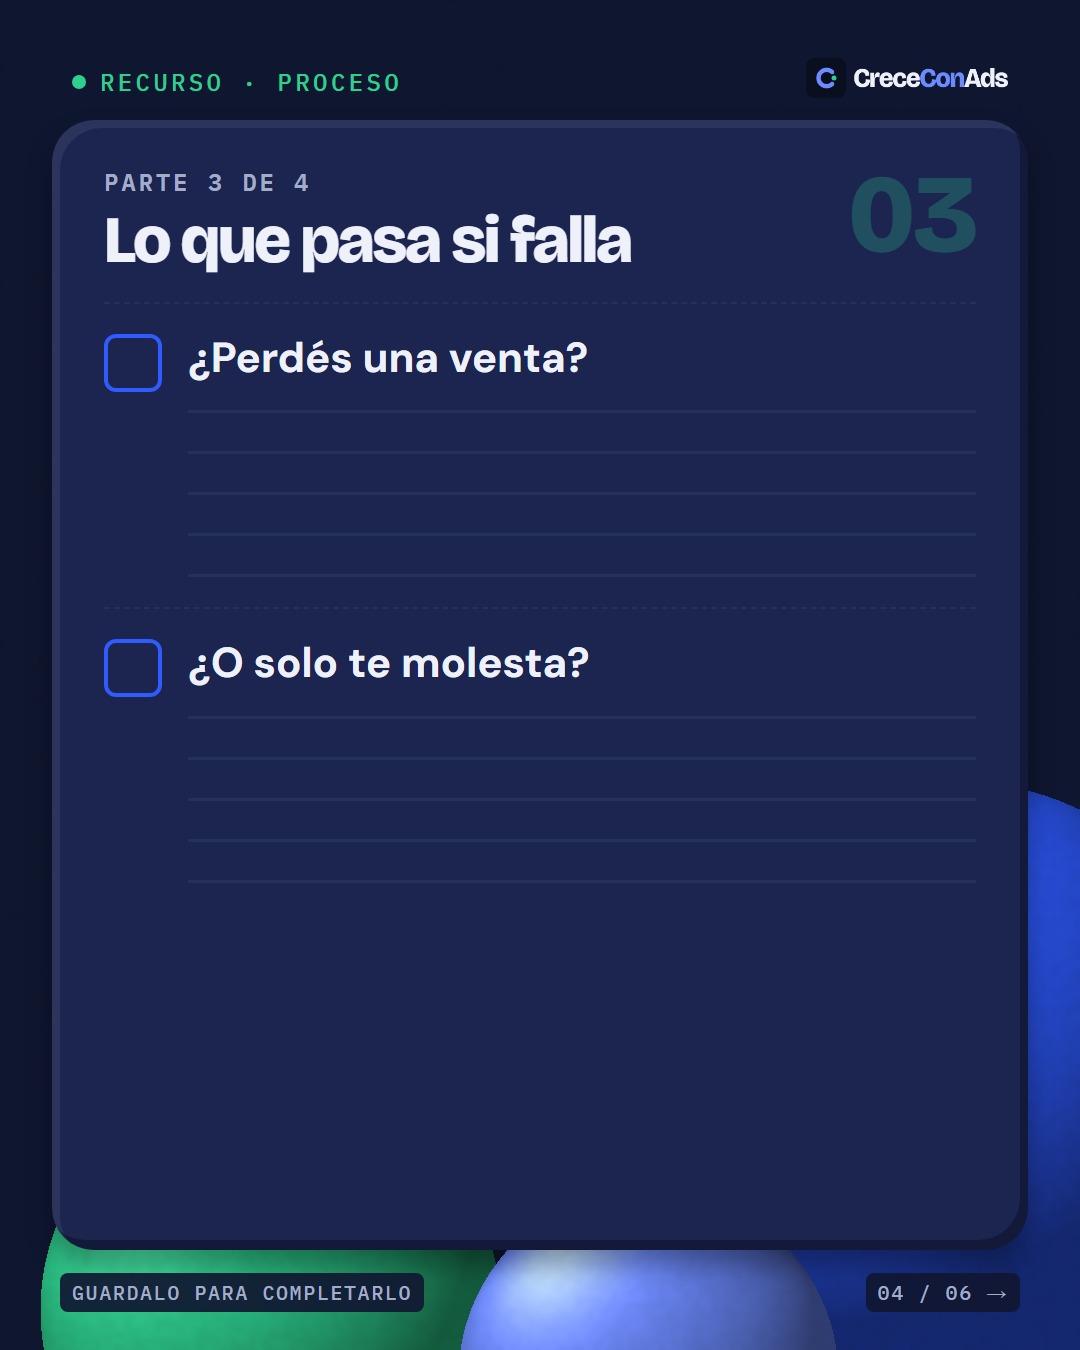 RECURSO · PROCESO
CreceConAds
PARTE 3 DE 4
03
Lo que pasa si falla
¿Perdés una venta?
¿O solo te molesta?
GUARDALO PARA COMPLETARLO
04 / 06 →